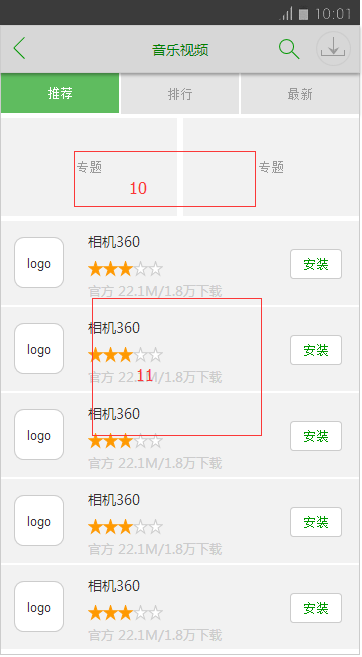 10:01
音乐视频
推荐 排行 最新
专题 专题
10
相机360
logo 安装
官方 22.1M/1.8万下载
相机360
logo 安装
11
官方 22.1M/1.8万下载
相机360
logo 安装
官方 22.1M/1.8万下载
相机360
logo 安装
官方 22.1M/1.8万下载
相机360
logo 安装
官方 22.1M/1.8万下载